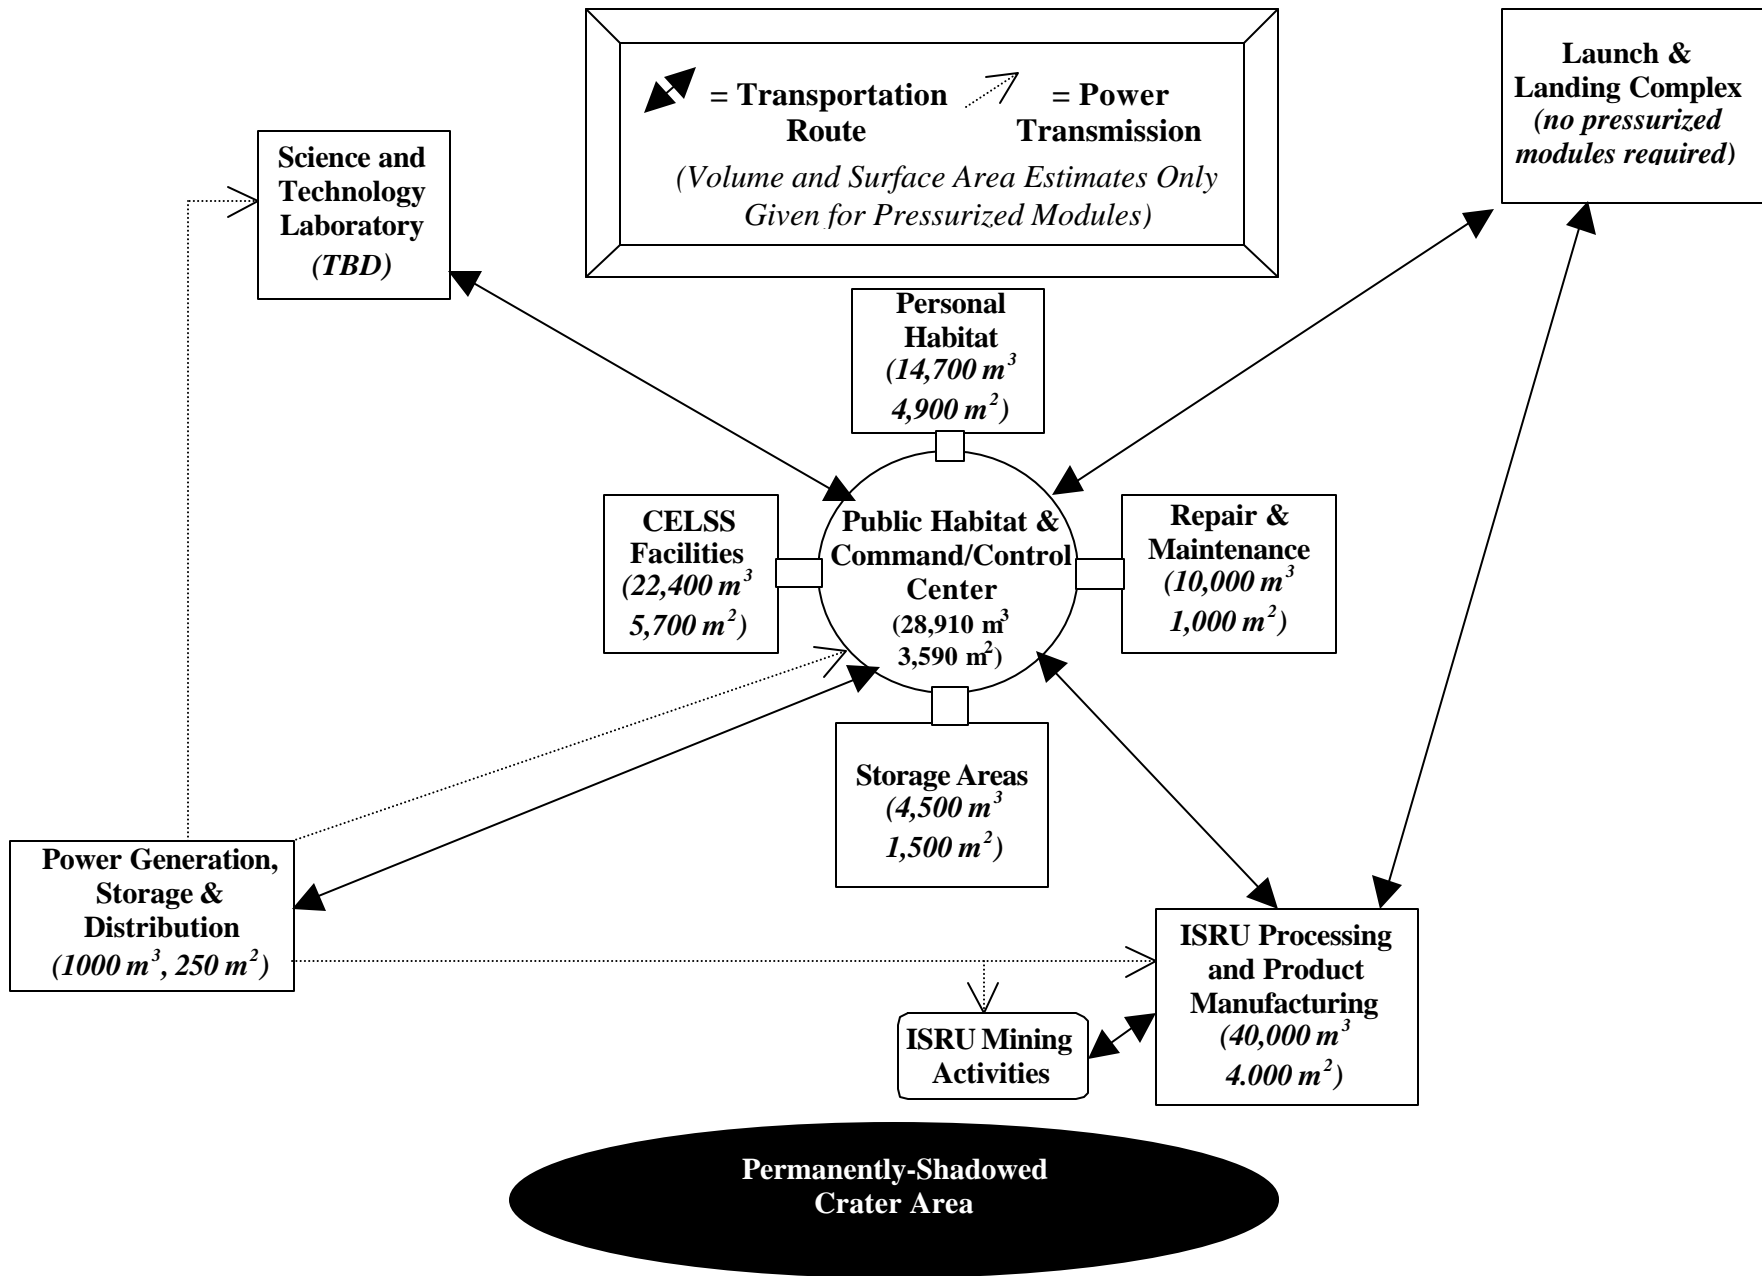 = Transportation
Route
= Power
Transmission
(Volume and Surface Area Estimates Only
Given for Pressurized Modules)
Launch &
Landing Complex
(no pressurized
modules required)
Science and
Technology
Laboratory
(TBD)
Personal
Habitat
(14,700 m³
4,900 m²)
CELSS
Facilities
(22,400 m³
5,700 m²)
Public Habitat &
Command/Control
Center
(28,910 m³
3,590 m²)
Repair &
Maintenance
(10,000 m³
1,000 m²)
Storage Areas
(4,500 m³
1,500 m²)
Power Generation,
Storage &
Distribution
(1000 m³, 250 m²)
ISRU Processing
and Product
Manufacturing
(40,000 m³
4.000 m²)
ISRU Mining
Activities
Permanently-Shadowed
Crater Area